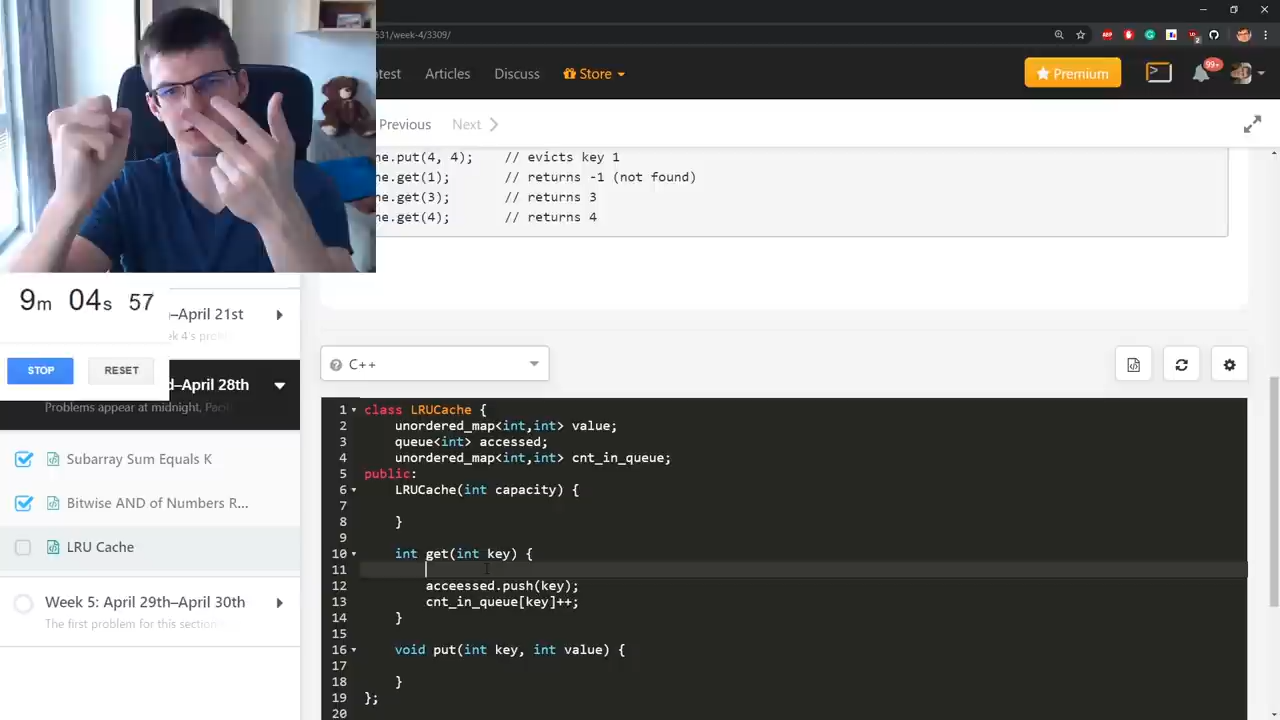 531/week-4/3309/
ntest Articles Discuss Store Premium 99+
Previous Next
ne.put(4, 4); // evicts key 1
ne.get(1); // returns -1 (not found)
ne.get(3); // returns 3
ne.get(4); // returns 4
9m 04s 57
STOP RESET
–April 21st
ek 4's
d–April 28th
Problems appear at midnight,
Subarray Sum Equals K
Bitwise AND of Numbers R...
LRU Cache
Week 5: April 29th–April 30th
The first problem for this section
C++
1 class LRUCache {
2 unordered_map<int,int> value;
3 queue<int> accessed;
4 unordered_map<int,int> cnt_in_queue;
5 public:
6 LRUCache(int capacity) {
7
8 }
9
10 int get(int key) {
11
12 acceessed.push(key);
13 cnt_in_queue[key]++;
14 }
15
16 void put(int key, int value) {
17
18 }
19 };
20